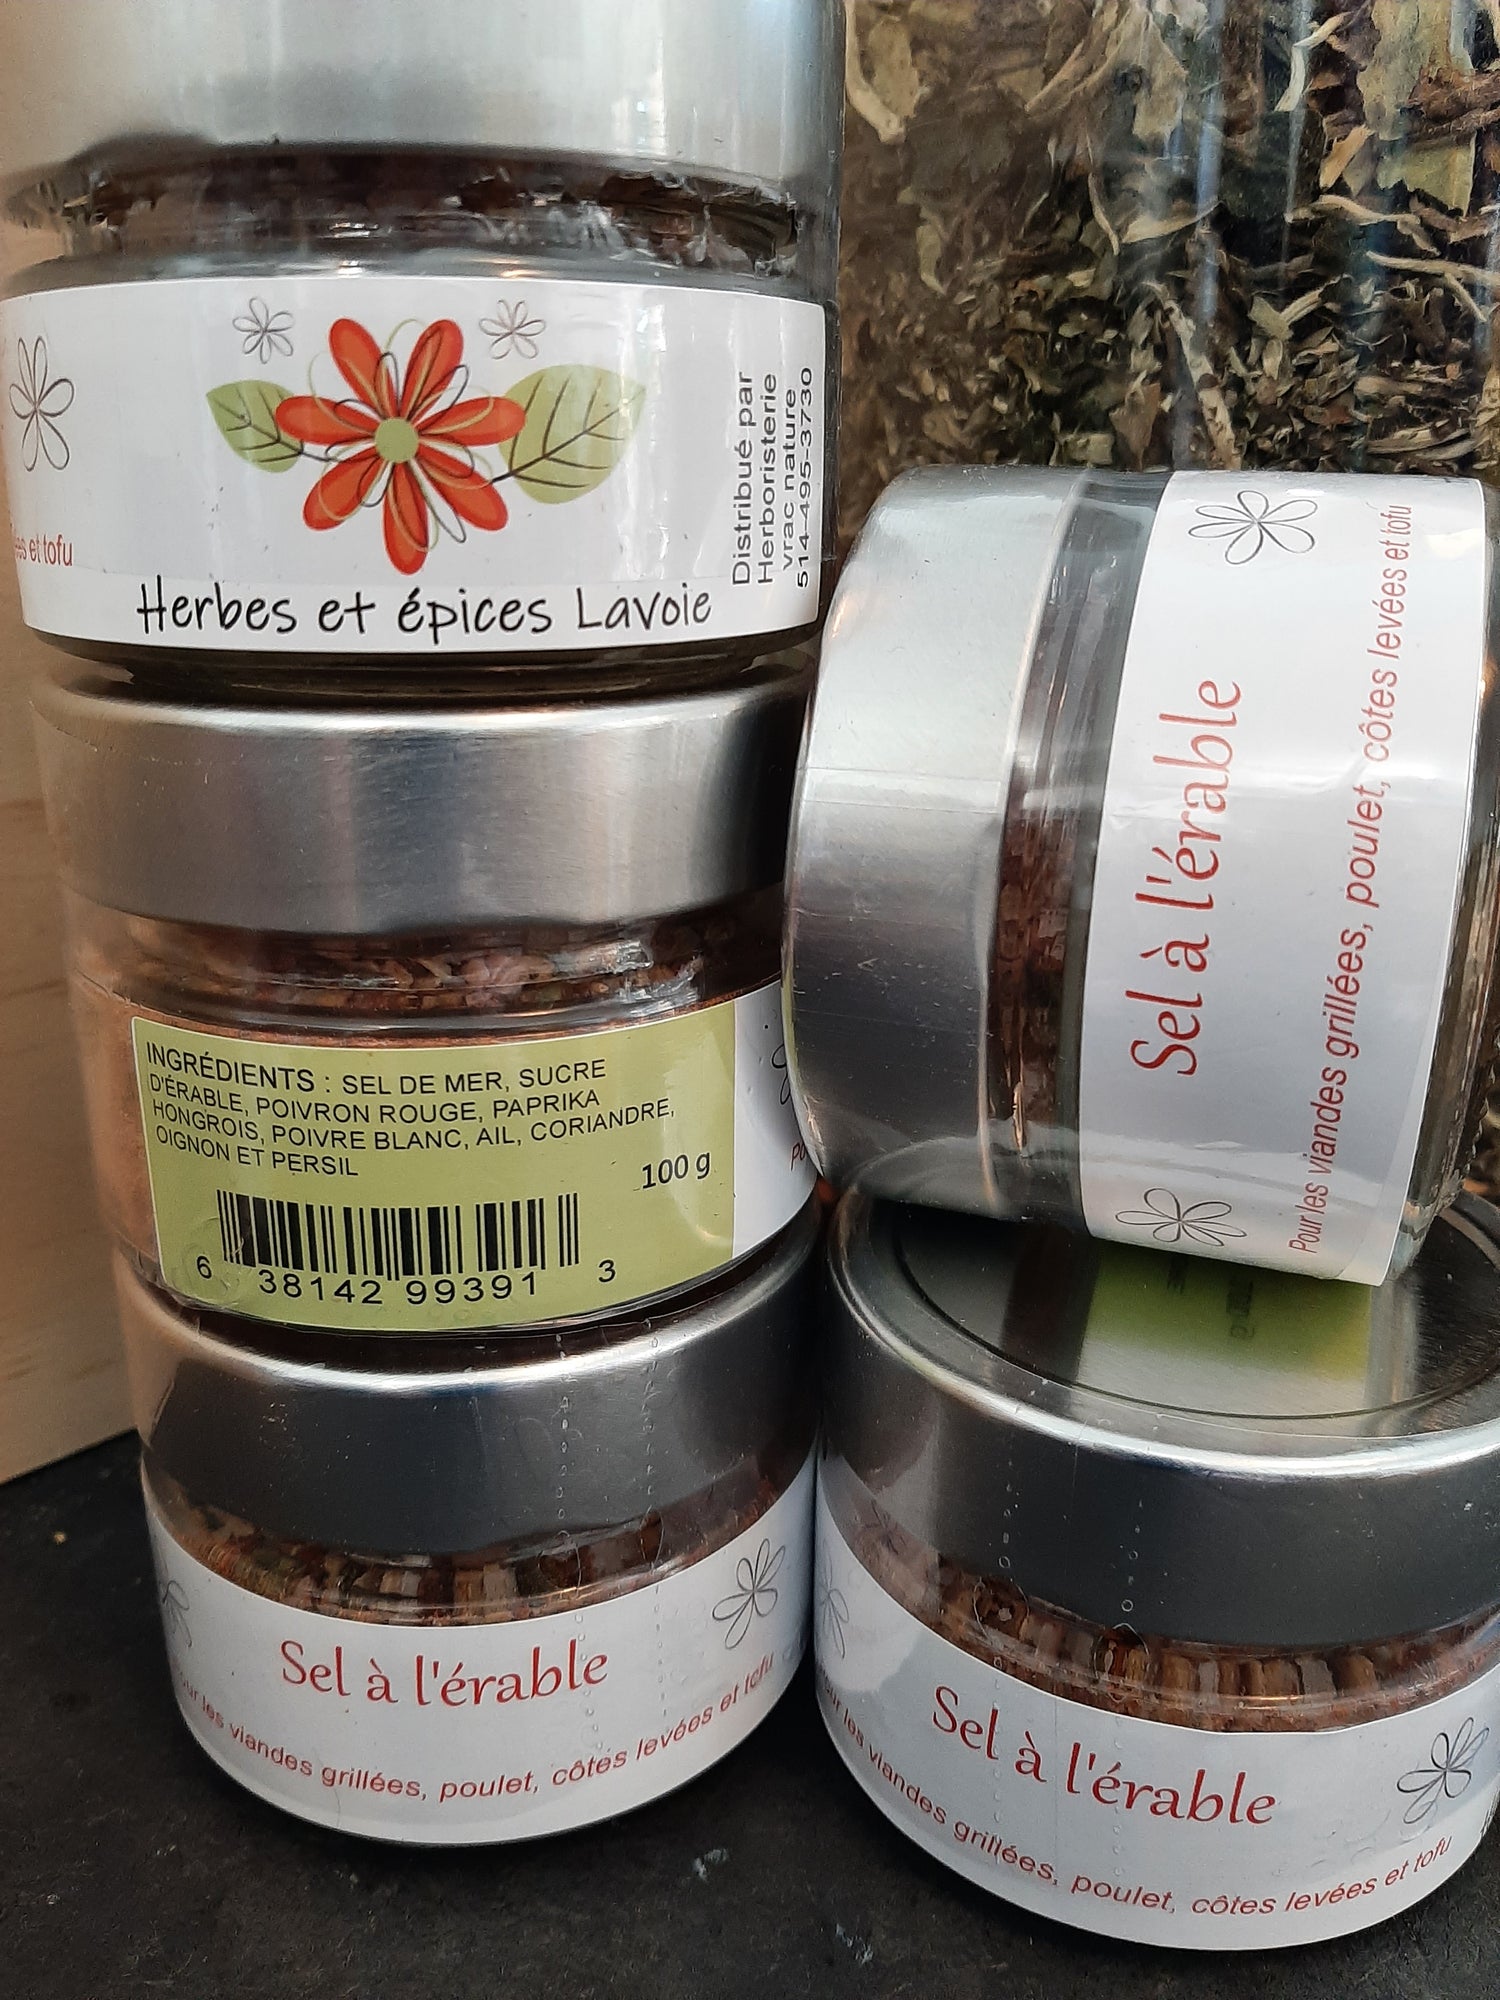 et tofu
Herbes et épices Lavoie
Distribué par
Herboristerie
vrac nature
514-495-3730
INGRÉDIENTS : SEL DE MER, SUCRE
D'ÉRABLE, POIVRON ROUGE, PAPRIKA
HONGROIS, POIVRE BLANC, AIL, CORIANDRE,
OIGNON ET PERSIL
100 g
6 38142 99391 3
Sel à l'érable
les viandes grillées, poulet, côtes levées et tofu
Sel à l'érable
Pour les viandes grillées, poulet, côtes levées et tofu
Sel à l'érable
les viandes grillées, poulet, côtes levées et tofu